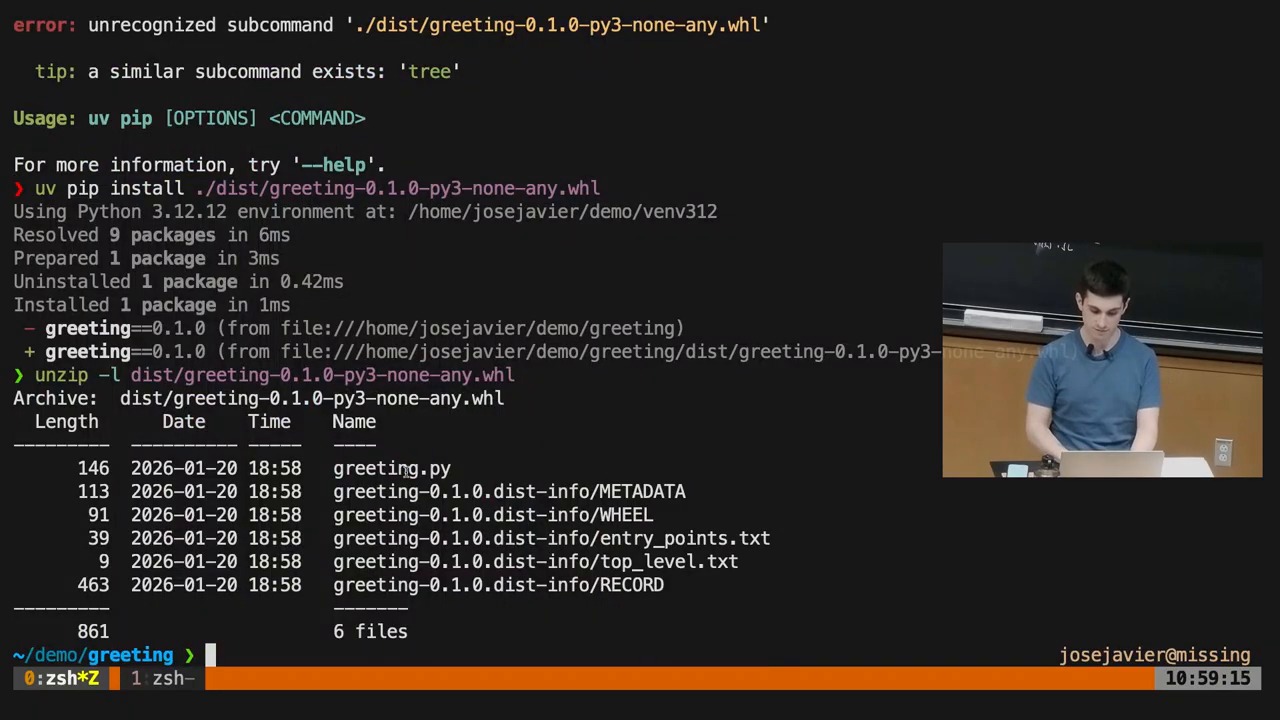 error: unrecognized subcommand './dist/greeting-0.1.0-py3-none-any.whl'
tip: a similar subcommand exists: 'tree'
Usage: uv pip [OPTIONS] <COMMAND>
For more information, try '--help'.
❯ uv pip install ./dist/greeting-0.1.0-py3-none-any.whl
Using Python 3.12.12 environment at: /home/josejavier/demo/venv312
Resolved 9 packages in 6ms
Prepared 1 package in 3ms
Uninstalled 1 package in 0.42ms
Installed 1 package in 1ms
- greeting==0.1.0 (from file:///home/josejavier/demo/greeting)
+ greeting==0.1.0 (from file:///home/josejavier/demo/greeting/dist/greeting-0.1.0-py3-none-any.whl)
❯ unzip -l dist/greeting-0.1.0-py3-none-any.whl
Archive:  dist/greeting-0.1.0-py3-none-any.whl
Length Date Time Name
--------- ---------- ----- ----
146 2026-01-20 18:58 greeting.py
113 2026-01-20 18:58 greeting-0.1.0.dist-info/METADATA
91 2026-01-20 18:58 greeting-0.1.0.dist-info/WHEEL
39 2026-01-20 18:58 greeting-0.1.0.dist-info/entry_points.txt
9 2026-01-20 18:58 greeting-0.1.0.dist-info/top_level.txt
463 2026-01-20 18:58 greeting-0.1.0.dist-info/RECORD
--------- -------
861 6 files
~/demo/greeting ❯ josejavier@missing
0:zsh*Z 1:zsh- 10:59:15